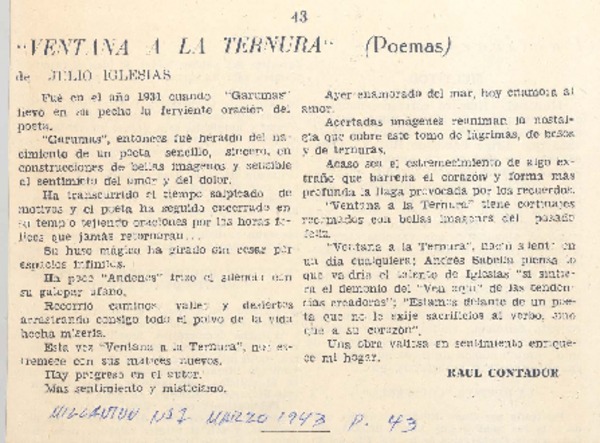 43
"VENTANA A LA TERNURA" (Poemas)
de JULIO IGLESIAS
Fué en el año 1931 cuando "Garumas"
llevó en su pecho la ferviente oración del
poeta.
"Garumas", entonces fué heraldo del na-
cimiento de un poeta sencillo, sincero, en
construcciones de bellas imágenes y sensible
al sentimiento del amor y del dolor.
Ha transcurrido el tiempo salpicado de
motivos y el poeta ha seguido encerrado en
su templo tejiendo oraciones por las horas fe-
lices que jamás retornarán...
Su huso mágico ha girado sin cesar por
espacios infinitos.
Ha poco "Andenes" trizó el silencio con
su galopar ufano.
Recorrió caminos, valles y desiertos
arrastrando consigo todo el polvo de la vida
hecha miseria.
Esta vez "Ventana a la Ternura", nos es-
tremece con sus matices nuevos.
Hay progreso en el autor.
Más sentimiento y misticismo.
Ayer enamorado del mar, hoy enamora al
amor.
Acertadas imágenes reaniman la nostal-
gia que cubre este tomo de lágrimas, de besos
y de ternuras.
Acaso sea el estremecimiento de algo ex-
traño que barrena el corazón y forma más
profunda la llaga provocada por los recuerdos.
"Ventana a la Ternura" tiene cortinajes
recamados con bellas imágenes del pasado
feliz.
"Ventana a la Ternura", nació silente en
un día cualquiera; Andrés Sabella piensa lo
que valdría el talento de Iglesias "si sintiera
el demonio del "Ven aquí" de las tenden-
cias creadoras"; "Estamos delante de un poe-
ta que no le exije sacrificios al verbo, sino
que a su corazón".
Una obra valiosa en sentimiento enrique-
ce mi hogar.
RAUL CONTADOR
Nº 7 MARZO 1943 P. 43